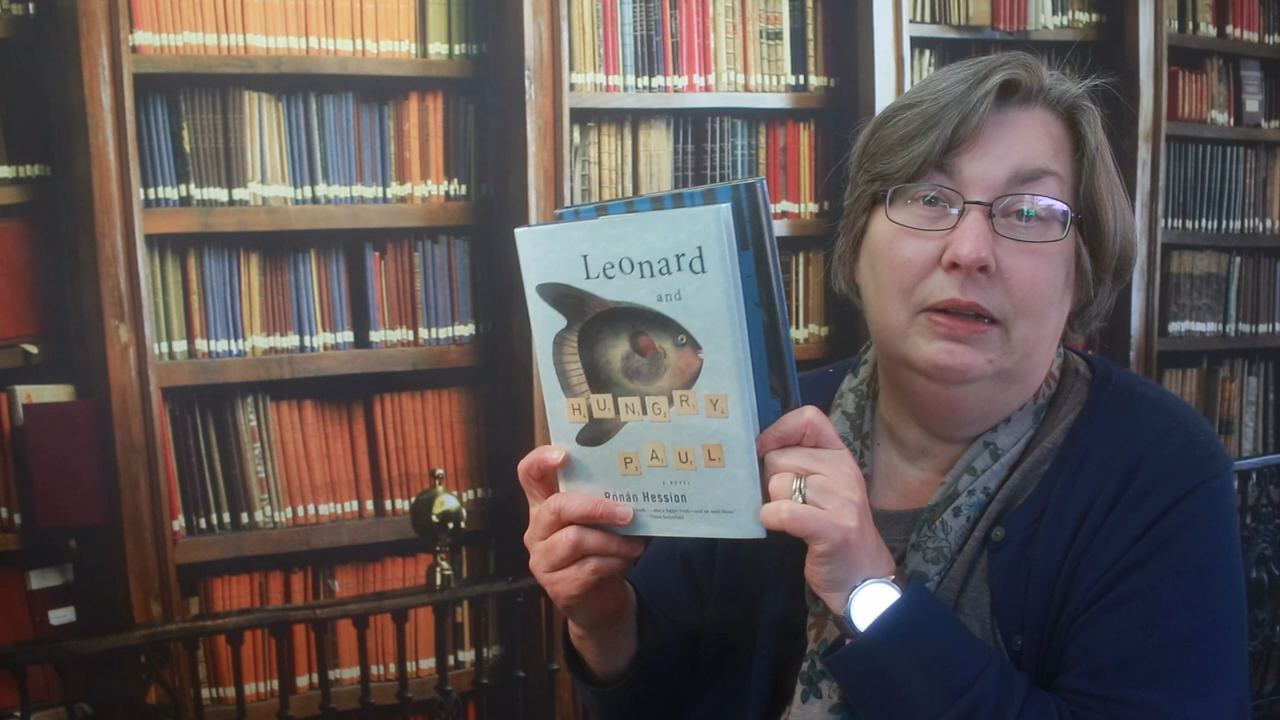 Leonard
and
HUNGRY
PAUL
A NOVEL
Rónán Hession